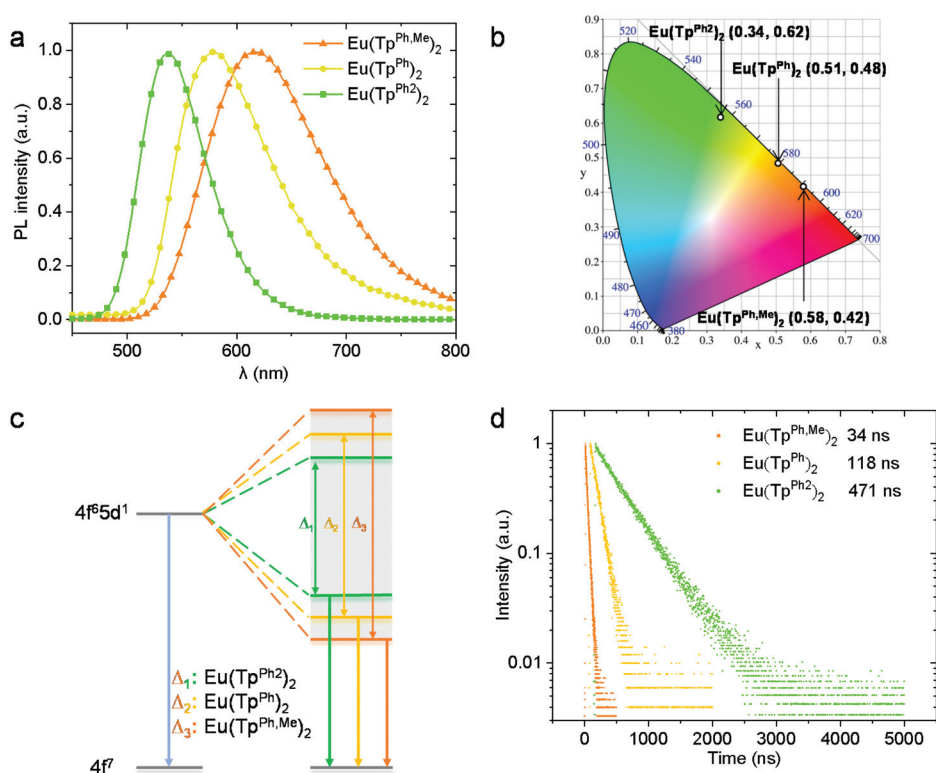 a
PL intensity (a.u.)
1.0
0.8
0.6
0.4
0.2
0.0
500
600
700
800
λ (nm)
Eu(Tp^Ph,Me)₂
Eu(Tp^Ph)₂
Eu(Tp^Ph2)₂
b
0.9
0.8
0.7
0.6
0.5
0.4
0.3
0.2
0.1
0.0
y
0.0
0.1
0.2
0.3
0.4
0.5
0.6
0.7
0.8
x
520
540
560
580
600
620
700
500
490
480
470
460
380
Eu(Tp^Ph2)₂ (0.34, 0.62)
Eu(Tp^Ph)₂ (0.51, 0.48)
Eu(Tp^Ph,Me)₂ (0.58, 0.42)
c
4f⁶5d¹
Δ₁
Δ₂
Δ₃
Δ₁: Eu(Tp^Ph2)₂
Δ₂: Eu(Tp^Ph)₂
Δ₃: Eu(Tp^Ph,Me)₂
4f⁷
d
Intensity (a.u.)
1
0.1
0.01
0
1000
2000
3000
4000
5000
Time (ns)
Eu(Tp^Ph,Me)₂ 34 ns
Eu(Tp^Ph)₂ 118 ns
Eu(Tp^Ph2)₂ 471 ns